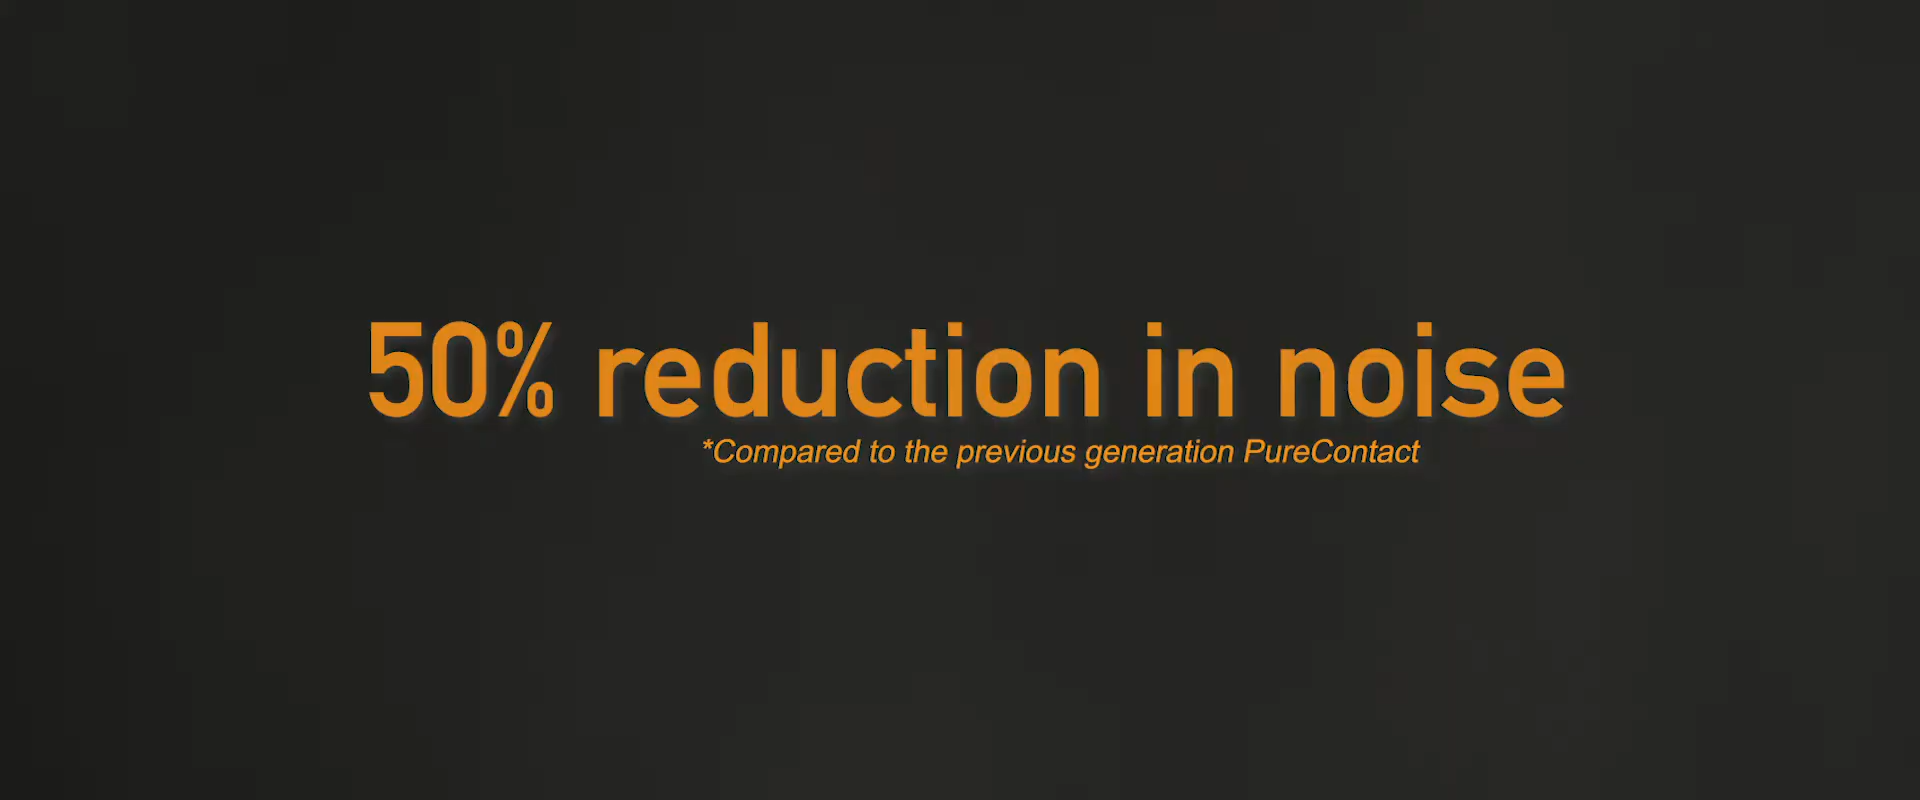 50% reduction in noise
*Compared to the previous generation PureContact